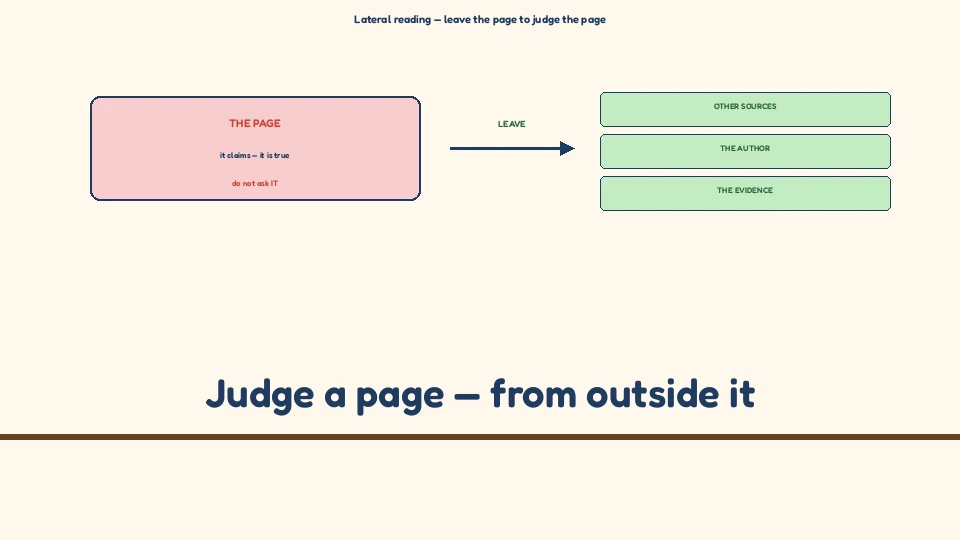 Lateral reading — leave the page to judge the page
THE PAGE
it claims — it is true
do not ask IT
LEAVE
OTHER SOURCES
THE AUTHOR
THE EVIDENCE
Judge a page — from outside it